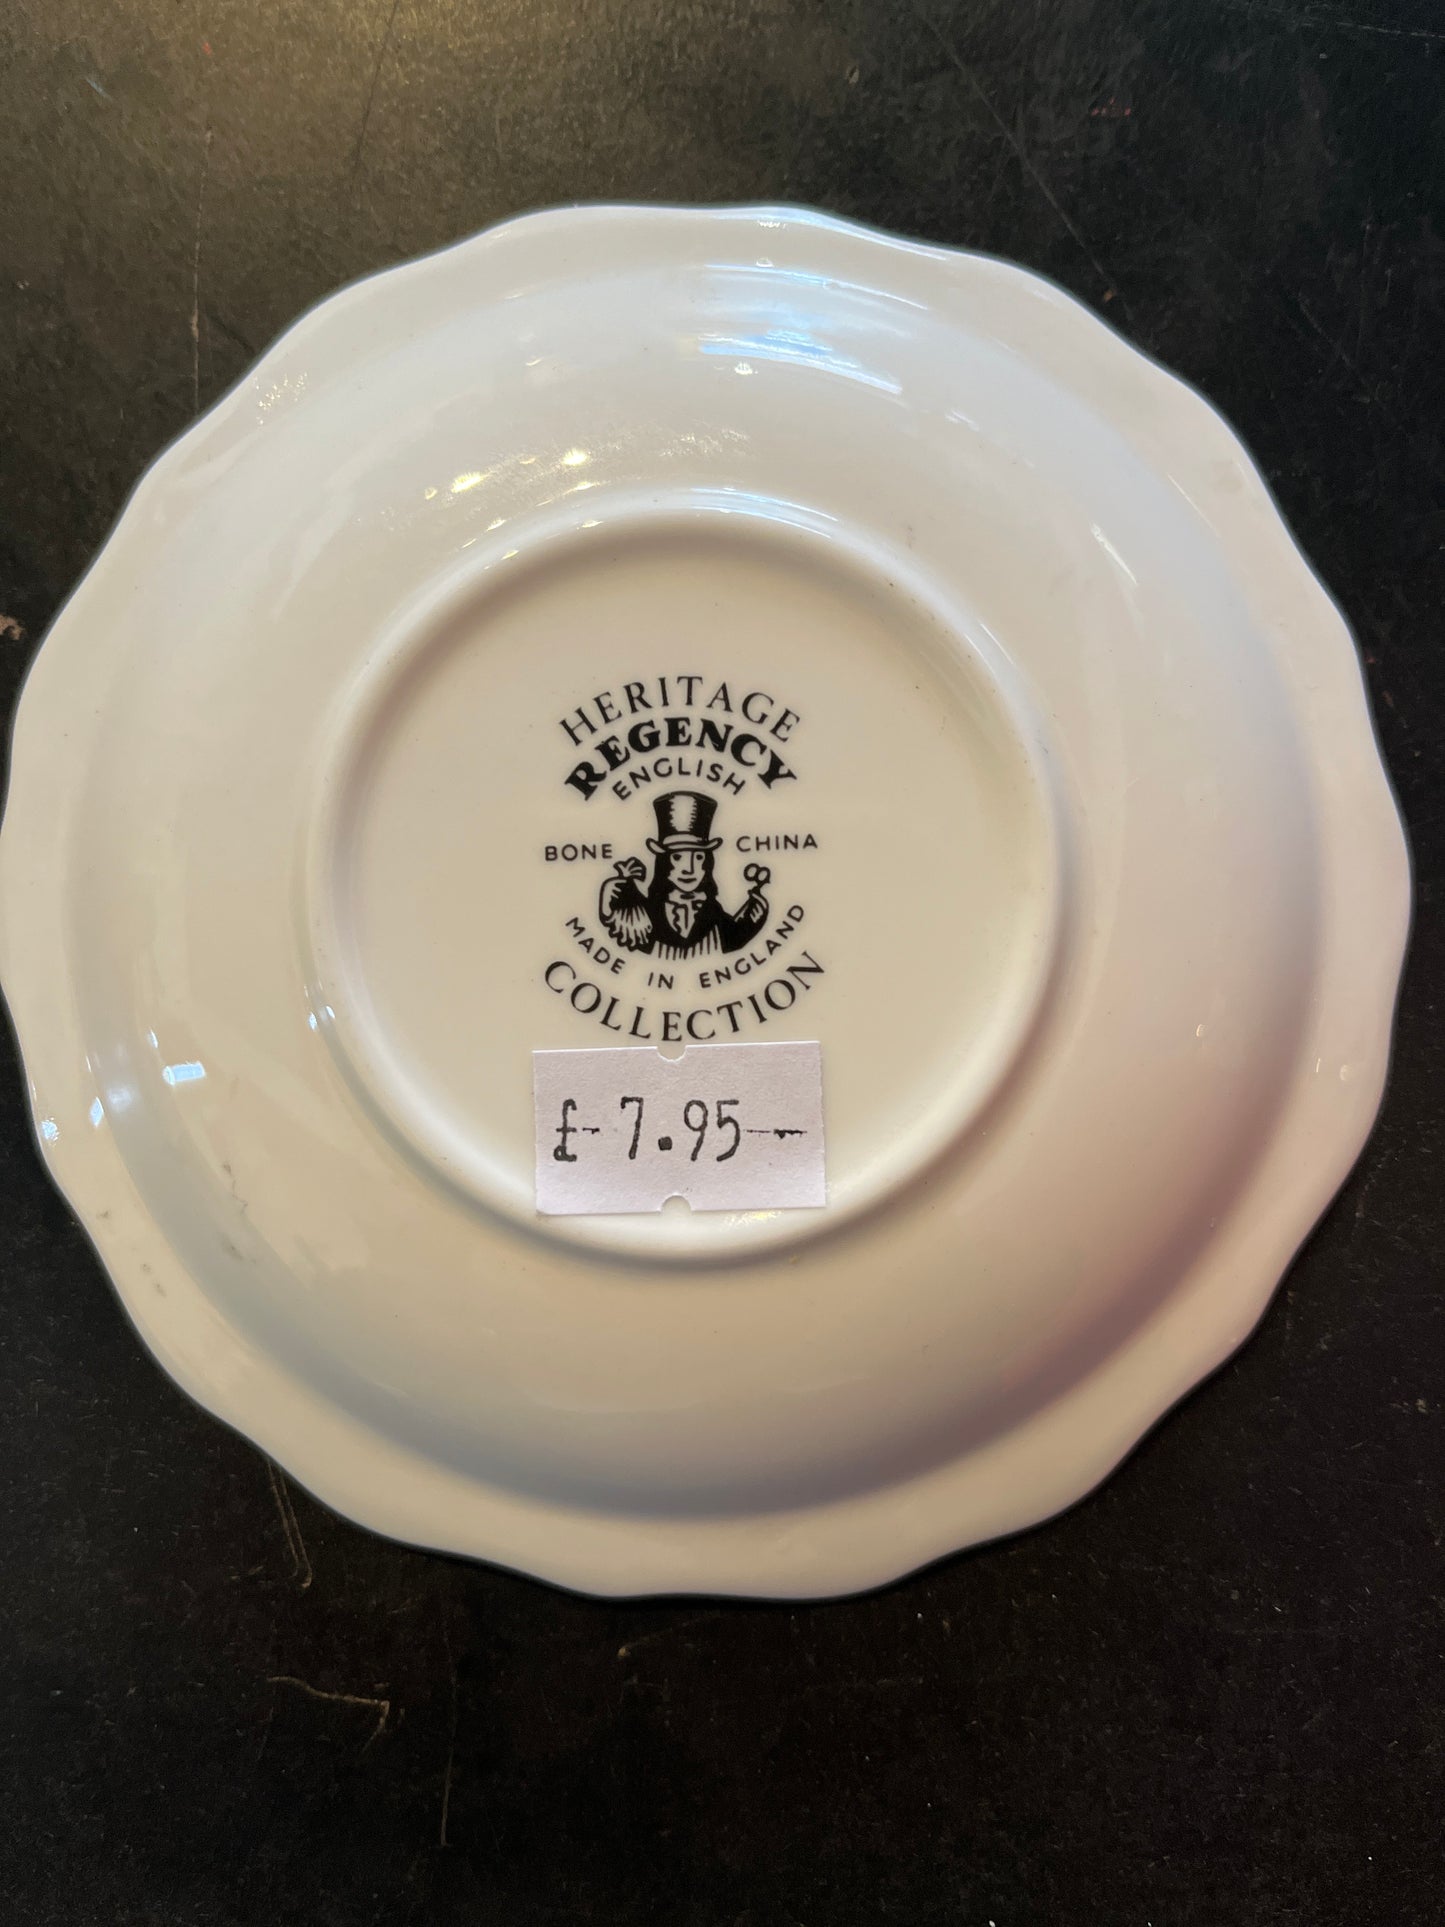 HERITAGE
REGENCY
ENGLISH
BONE CHINA
MADE IN ENGLAND
COLLECTION
£-7.95--